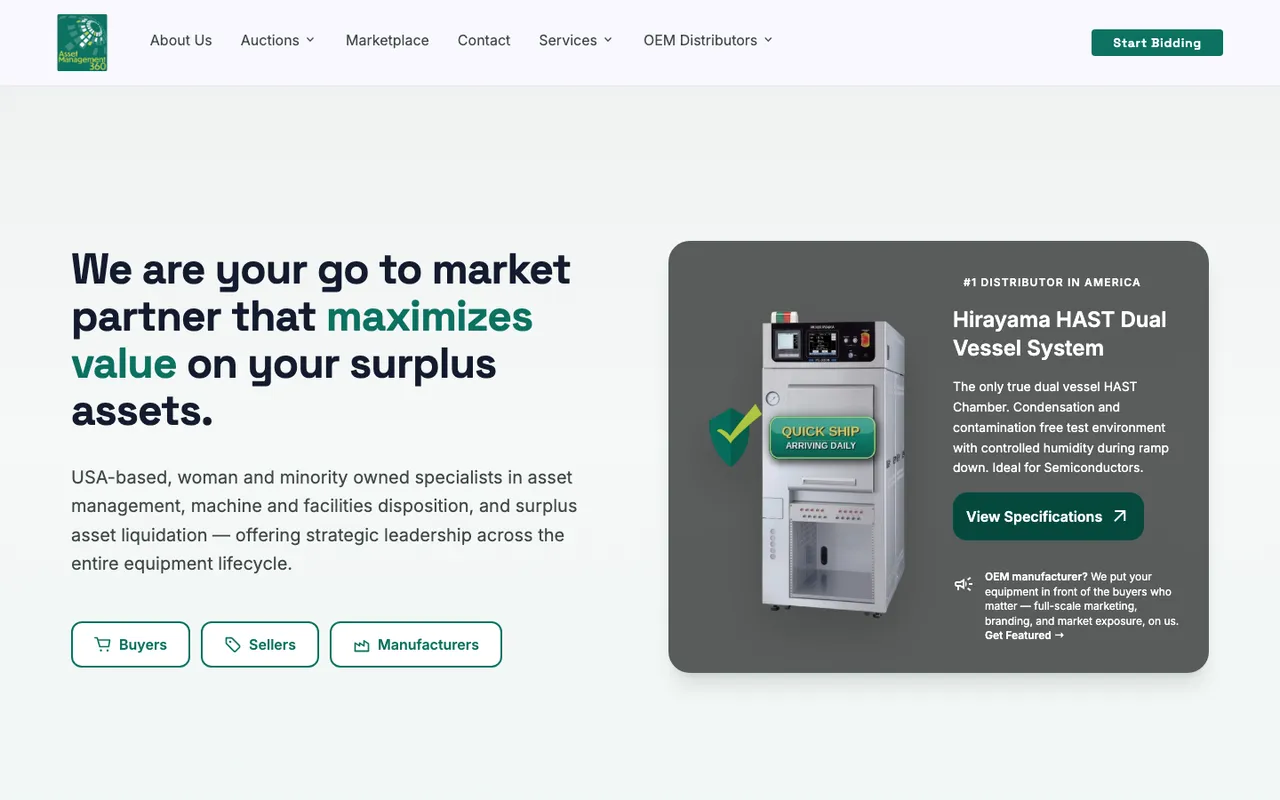 Asset
Management
360
About Us
Auctions
Marketplace
Contact
Services
OEM Distributors
Start Bidding
We are your go to market
partner that maximizes
value on your surplus
assets.
USA-based, woman and minority owned specialists in asset
management, machine and facilities disposition, and surplus
asset liquidation — offering strategic leadership across the
entire equipment lifecycle.
Buyers
Sellers
Manufacturers
QUICK SHIP
ARRIVING DAILY
#1 DISTRIBUTOR IN AMERICA
Hirayama HAST Dual
Vessel System
The only true dual vessel HAST
Chamber. Condensation and
contamination free test environment
with controlled humidity during ramp
down. Ideal for Semiconductors.
View Specifications
OEM manufacturer? We put your
equipment in front of the buyers who
matter — full-scale marketing,
branding, and market exposure, on us.
Get Featured →